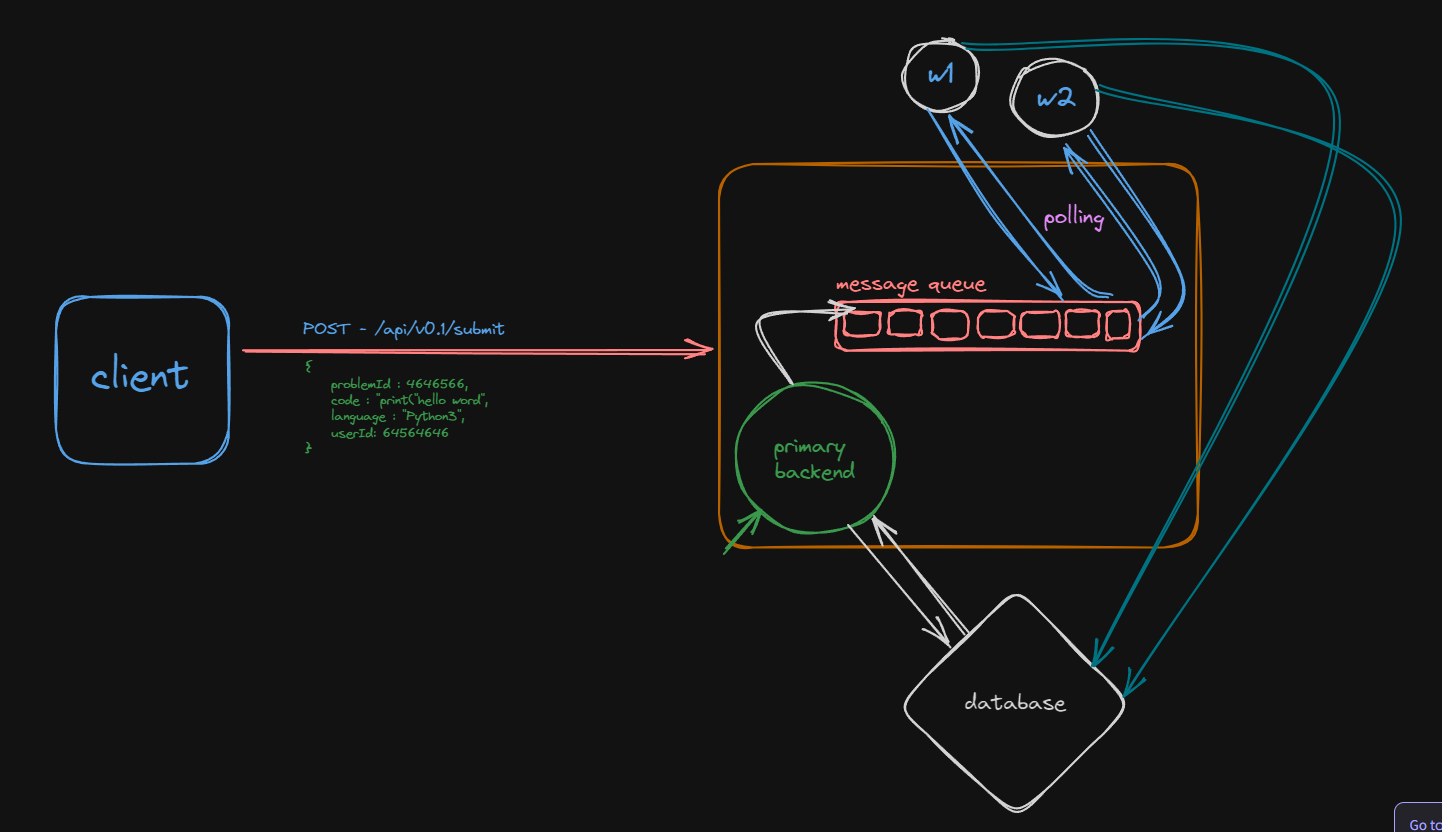 w1
w2
polling
message queue
POST - /api/v0.1/submit
{
problemId : 4646566,
code : "print("hello word",
language : "Python3",
userId: 64564646
}
client
primary
backend
database
Go to